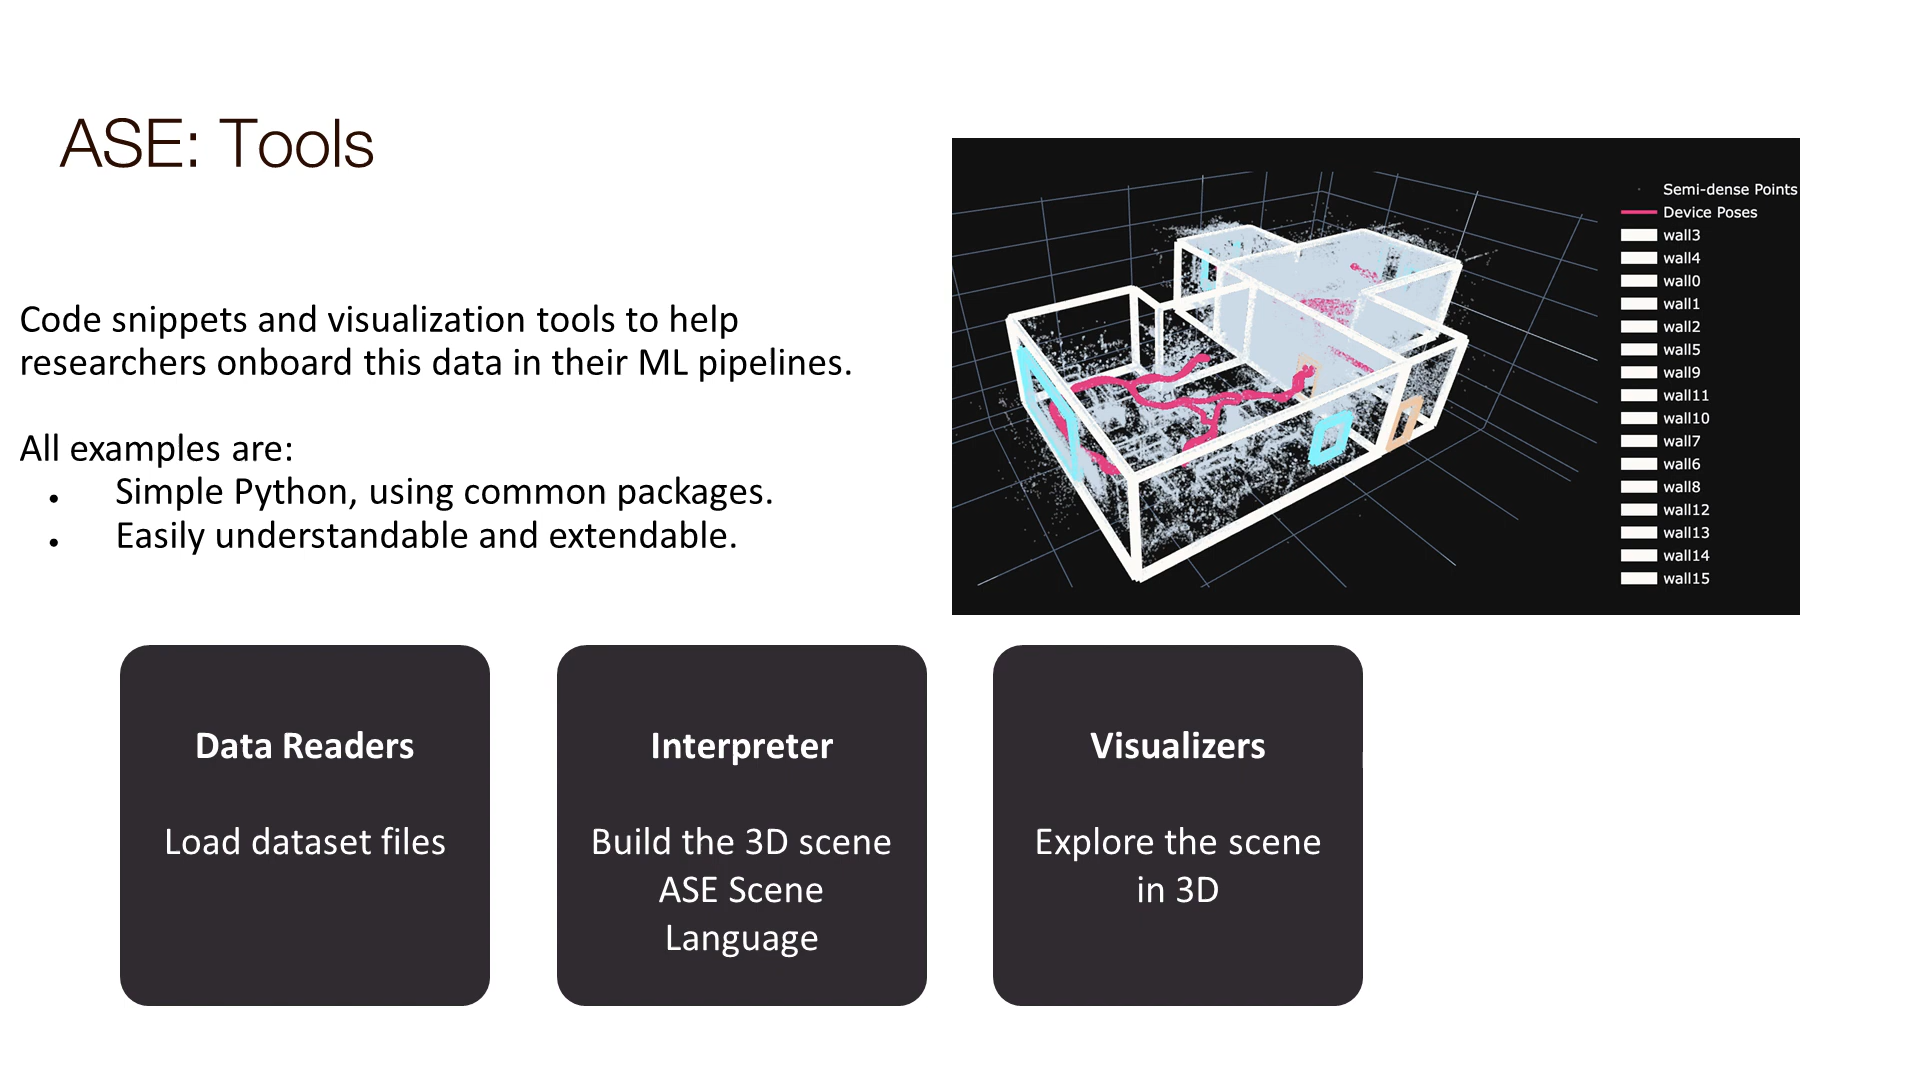 ASE: Tools
Code snippets and visualization tools to help
researchers onboard this data in their ML pipelines.
All examples are:
• Simple Python, using common packages.
• Easily understandable and extendable.
Semi-dense Points
Device Poses
wall3
wall4
wall0
wall1
wall2
wall5
wall9
wall11
wall10
wall7
wall6
wall8
wall12
wall13
wall14
wall15
Data Readers
Load dataset files
Interpreter
Build the 3D scene
ASE Scene
Language
Visualizers
Explore the scene
in 3D